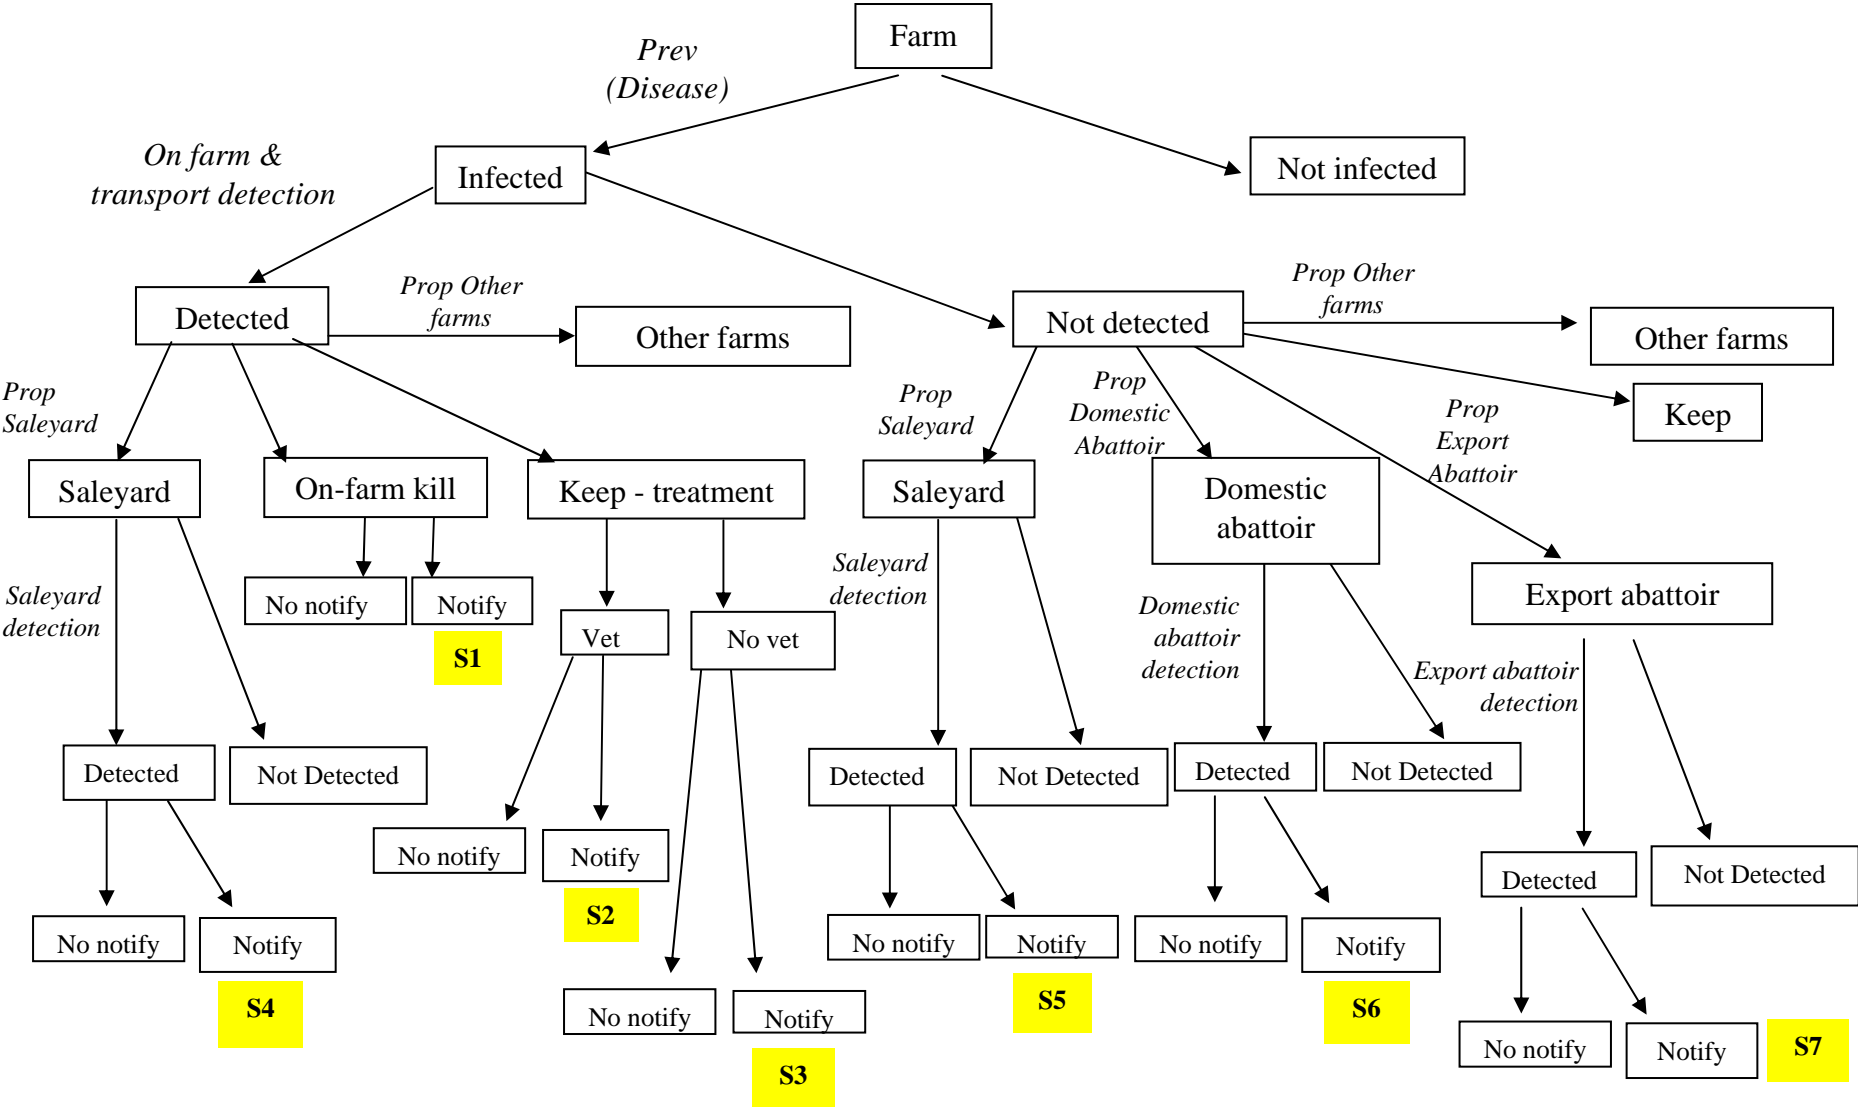 Farm
Prev
(Disease)
On farm &
transport detection
Infected
Not infected
Detected
Prop Other
farms
Other farms
Not detected
Prop Other
farms
Other farms
Keep
Prop
Saleyard
Prop
Saleyard
Prop
Domestic
Abattoir
Prop
Export
Abattoir
Saleyard
On-farm kill
Keep - treatment
Saleyard
Domestic
abattoir
Export abattoir
Saleyard
detection
No notify
Notify
S1
Vet
No vet
Saleyard
detection
Domestic
abattoir
detection
Export abattoir
detection
Detected
Not Detected
No notify
Notify
S2
Detected
Not Detected
Detected
Not Detected
Detected
Not Detected
No notify
Notify
S4
No notify
Notify
S3
No notify
Notify
S5
No notify
Notify
S6
No notify
Notify
S7